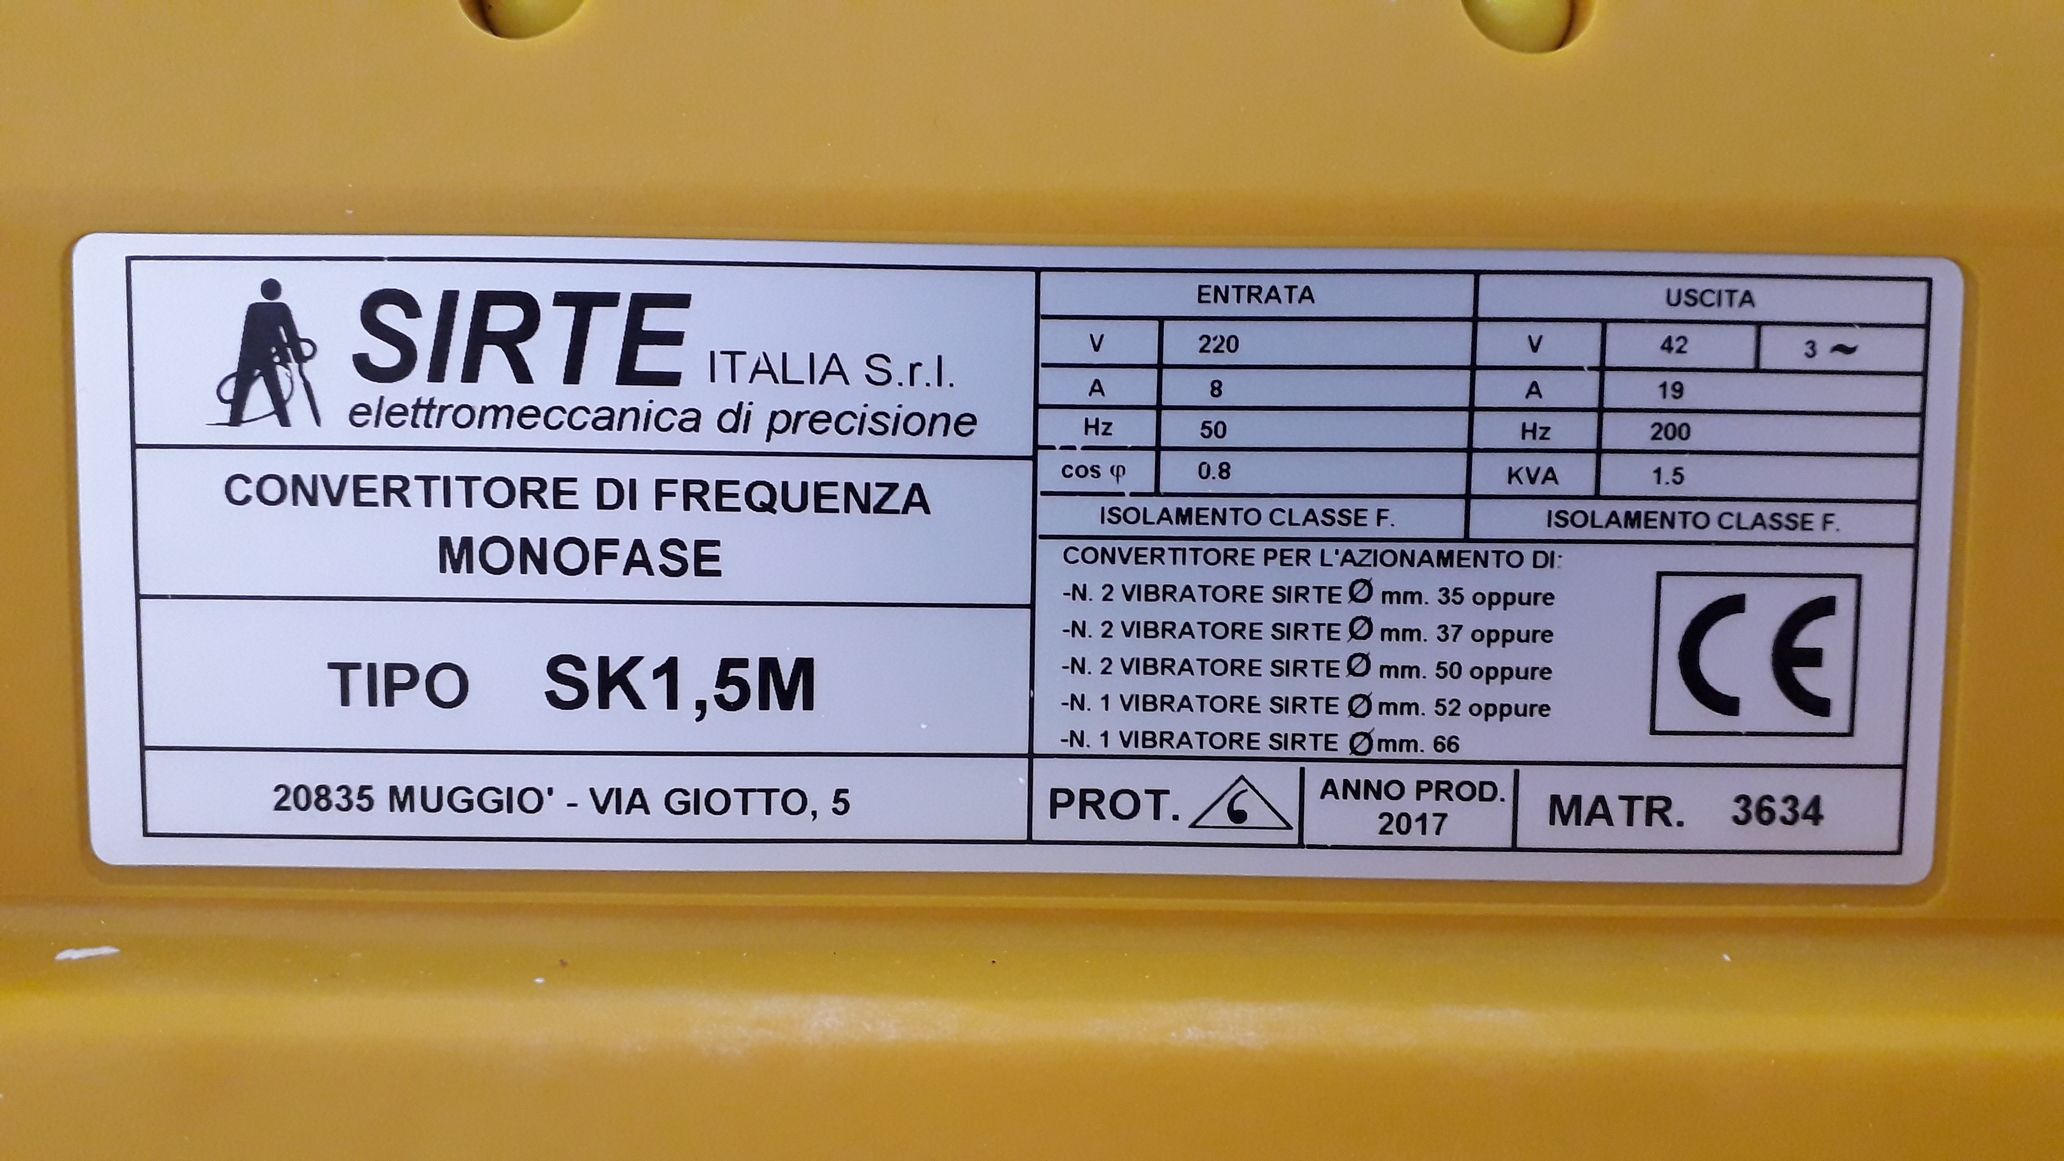 SIRTE ITALIA S.r.l.
elettromeccanica di precisione
CONVERTITORE DI FREQUENZA
MONOFASE
TIPO SK1,5M
20835 MUGGIO' - VIA GIOTTO, 5
ENTRATA USCITA
V 220 V 42 3 ~
A 8 A 19
Hz 50 Hz 200
cos φ 0.8 KVA 1.5
ISOLAMENTO CLASSE F. ISOLAMENTO CLASSE F.
CONVERTITORE PER L'AZIONAMENTO DI:
-N. 2 VIBRATORE SIRTE Ø mm. 35 oppure
-N. 2 VIBRATORE SIRTE Ø mm. 37 oppure
-N. 2 VIBRATORE SIRTE Ø mm. 50 oppure
-N. 1 VIBRATORE SIRTE Ø mm. 52 oppure
-N. 1 VIBRATORE SIRTE Ø mm. 66
CE
PROT. ANNO PROD. 2017 MATR. 3634